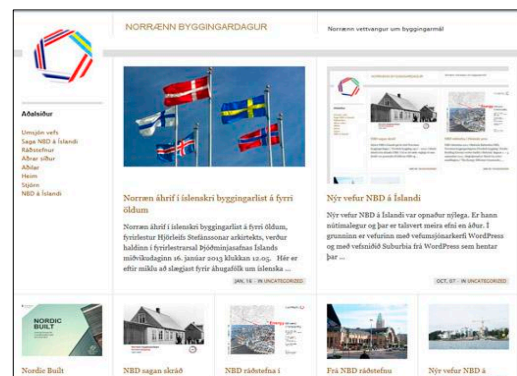 NORRÆNN BYGGINGARDAGUR
Norrænn vettvangur um byggingarmál
Aðalsíður
Umsjón vefs
Saga NBD á Íslandi
Ráðstefnur
Aðrar síður
Aðilar
Heim
Stjórn
NBD á Íslandi
Norræn áhrif í íslenskri byggingarlist á fyrri
öldum
Norræn áhrif í íslenskri byggingarlist á fyrri öldum,
fyrirlestur Hjörleifs Stefánssonar arkirtekts, verður
haldinn í fyrirlestrarsal Þjóðminjasafnas Íslands
miðvikudaginn 16. janúar 2013 klukkan 12.05. Hér er
eftir miklu að slægjast fyrir áhugafólk um íslenska ...
JAN, 16 · IN UNCATEGORIZED
Nýr vefur NBD á Íslandi
Nýr vefur NBD á Íslandi var opnaður nýlega. Er hann
nútímalegur og þar er talsvert meira efni en áður. Í
grunninn er vefurinn með vefumsjónarkerfi WordPress
og með vefsniðið Suburbia frá WordPress sem hentar
þar ...
OCT, 07 · IN UNCATEGORIZED
NORDIC
BUILT
Nordic Built
NBD sagan skráð
NBD ráðstefna í
Frá NBD ráðstefnu
Nýr vefur NBD á